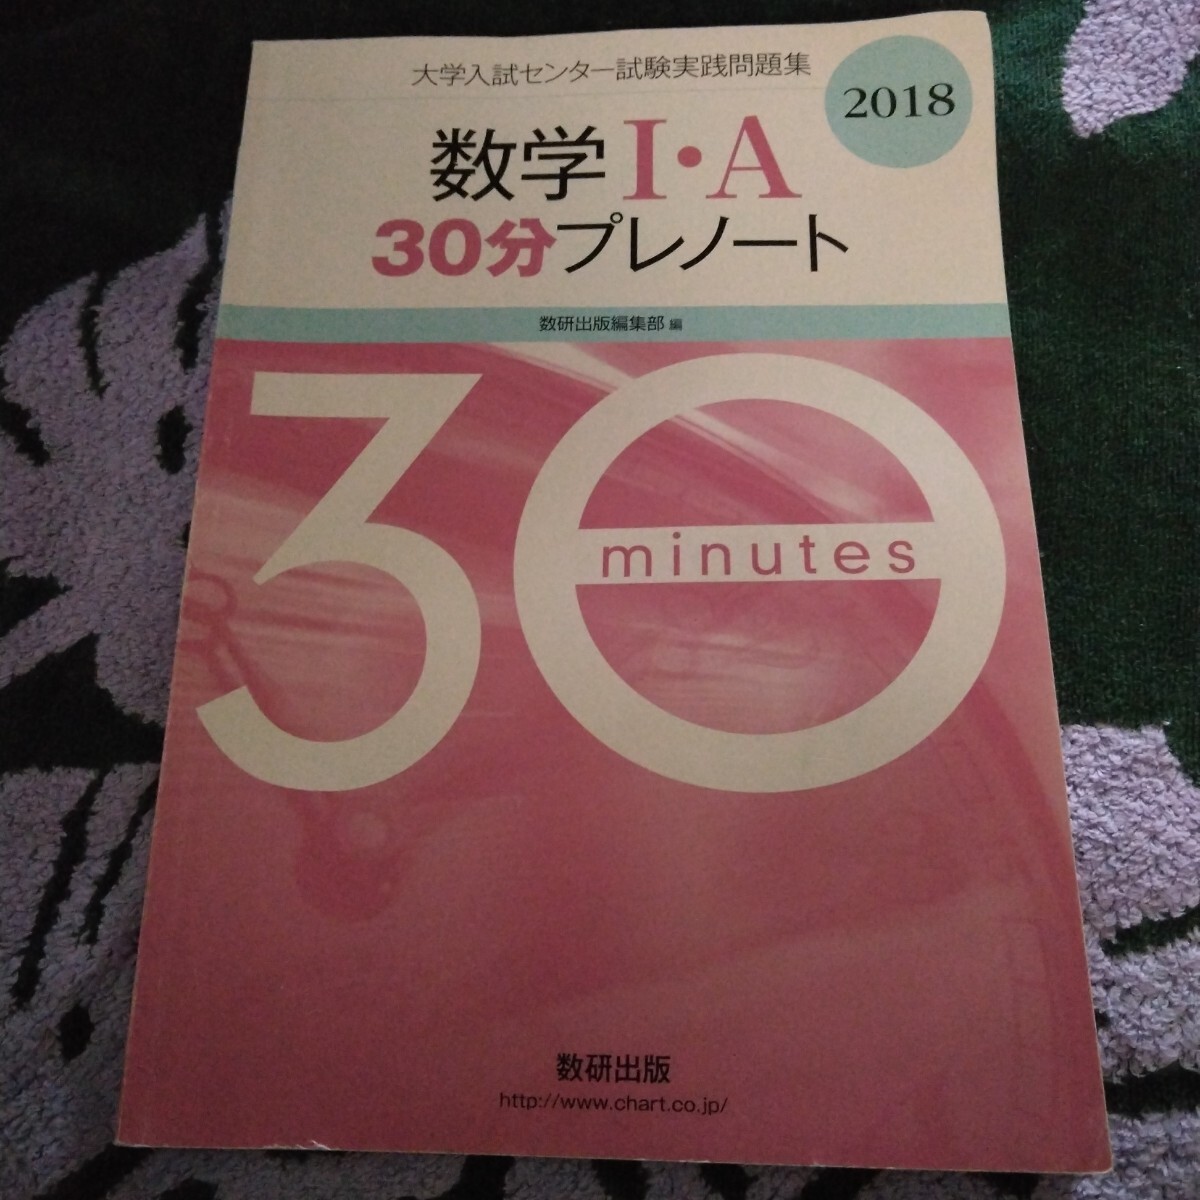 大学入試センター試験実践問題集
2018
数学Ⅰ・A
30分プレノート
数研出版編集部 編
30
minutes
数研出版
http://www.chart.co.jp/